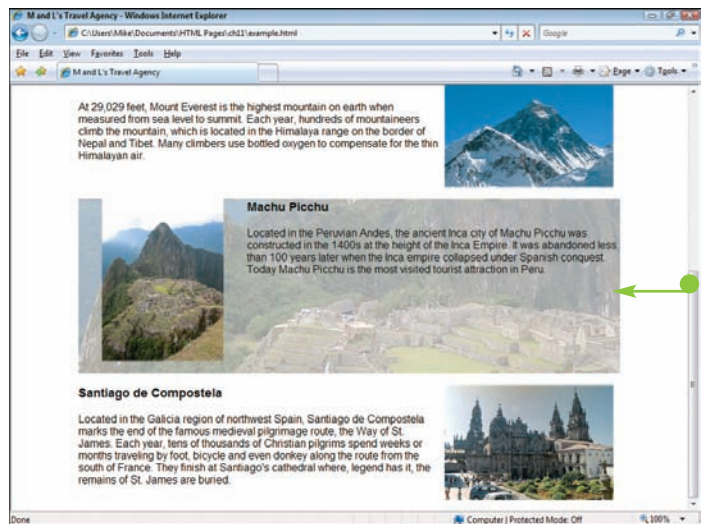 M and L's Travel Agency - Windows Internet Explorer
C:\Users\Mike\Documents\HTML Pages\ch11\example.html
Google
File Edit View Favorites Tools Help
M and L's Travel Agency
Page Tools
At 29,029 feet, Mount Everest is the highest mountain on earth when
measured from sea level to summit. Each year, hundreds of mountaineers
climb the mountain, which is located in the Himalaya range on the border of
Nepal and Tibet. Many climbers use bottled oxygen to compensate for the thin
Himalayan air.
Machu Picchu
Located in the Peruvian Andes, the ancient Inca city of Machu Picchu was
constructed in the 1400s at the height of the Inca Empire. It was abandoned less
than 100 years later when the Inca empire collapsed under Spanish conquest.
Today Machu Picchu is the most visited tourist attraction in Peru.
Santiago de Compostela
Located in the Galicia region of northwest Spain, Santiago de Compostela
marks the end of the famous medieval pilgrimage route, the Way of St.
James. Each year, tens of thousands of Christian pilgrims spend weeks or
months traveling by foot, bicycle and even donkey along the route from the
south of France. They finish at Santiago's cathedral where, legend has it, the
remains of St. James are buried.
Done
Computer | Protected Mode: Off
100%